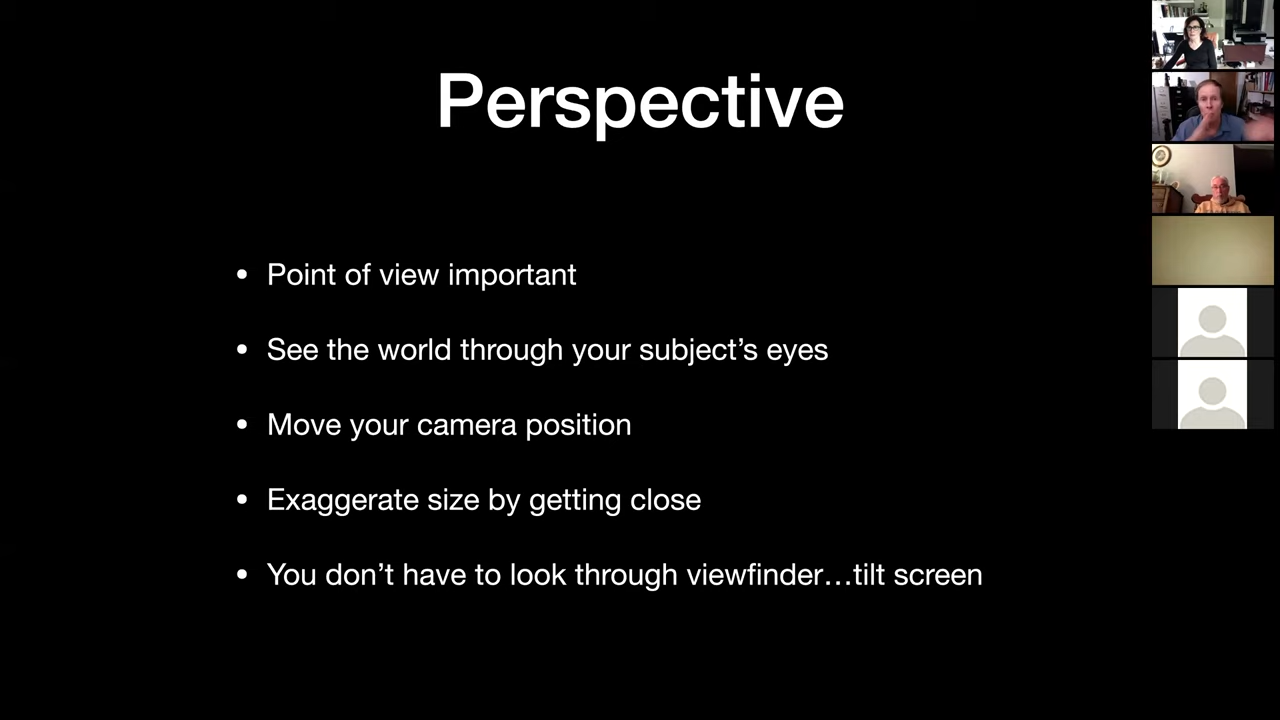 Perspective
• Point of view important
• See the world through your subject’s eyes
• Move your camera position
• Exaggerate size by getting close
• You don’t have to look through viewfinder…tilt screen